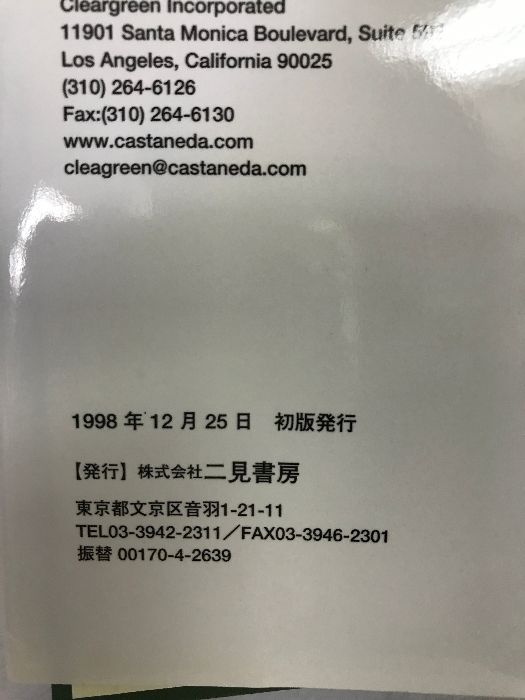 Cleargreen Incorporated
11901 Santa Monica Boulevard, Suite
Los Angeles, California 90025
(310) 264-6126
Fax:(310) 264-6130
www.castaneda.com
cleagreen@castaneda.com
1998 年 12 月 25 日 初版発行
【発行】株式会社二見書房
東京都文京区音羽1-21-11
TEL03-3942-2311／FAX03-3946-2301
振替 00170-4-2639